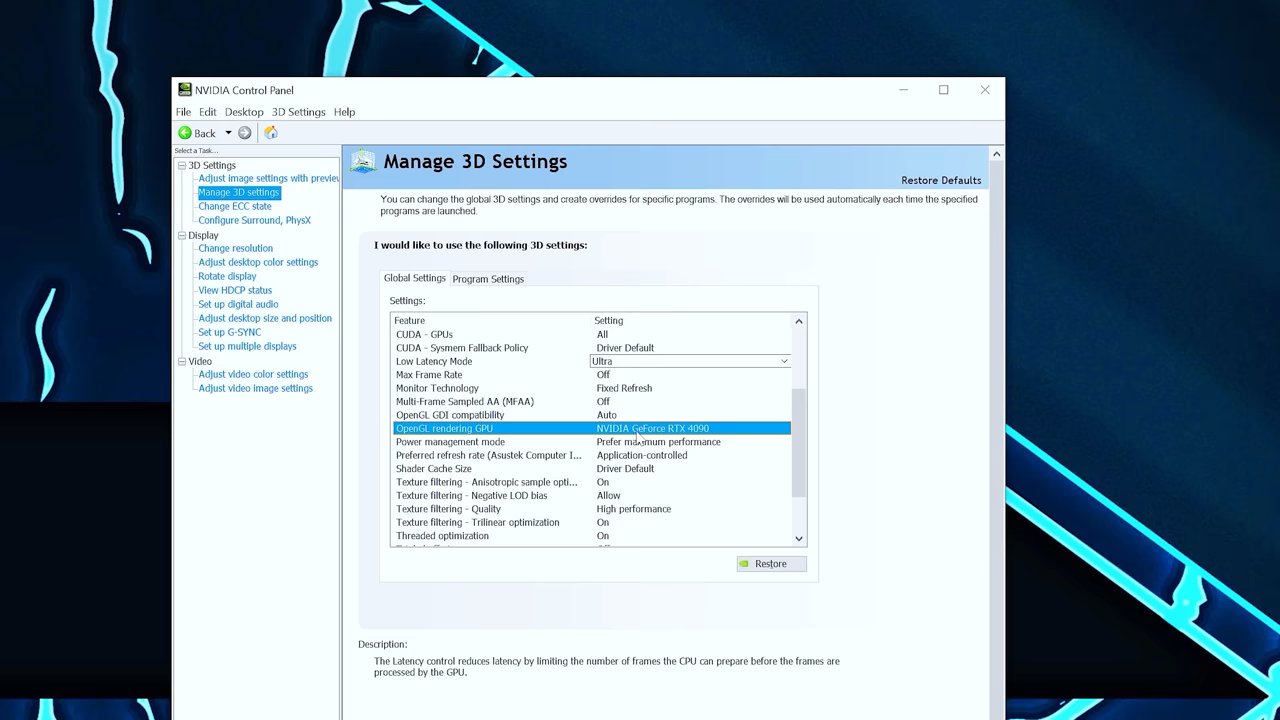 NVIDIA Control Panel
File Edit Desktop 3D Settings Help
Back
Select a Task...
3D Settings
Adjust image settings with preview
Manage 3D settings
Change ECC state
Configure Surround, PhysX
Display
Change resolution
Adjust desktop color settings
Rotate display
View HDCP status
Set up digital audio
Adjust desktop size and position
Set up G-SYNC
Set up multiple displays
Video
Adjust video color settings
Adjust video image settings
Manage 3D Settings
Restore Defaults
You can change the global 3D settings and create overrides for specific programs. The overrides will be used automatically each time the specified
programs are launched.
I would like to use the following 3D settings:
Global Settings Program Settings
Settings:
Feature Setting
CUDA - GPUs All
CUDA - Sysmem Fallback Policy Driver Default
Low Latency Mode Ultra
Max Frame Rate Off
Monitor Technology Fixed Refresh
Multi-Frame Sampled AA (MFAA) Off
OpenGL GDI compatibility Auto
OpenGL rendering GPU NVIDIA GeForce RTX 4090
Power management mode Prefer maximum performance
Preferred refresh rate (Asustek Computer I... Application-controlled
Shader Cache Size Driver Default
Texture filtering - Anisotropic sample opti... On
Texture filtering - Negative LOD bias Allow
Texture filtering - Quality High performance
Texture filtering - Trilinear optimization On
Threaded optimization On
Restore
Description:
The Latency control reduces latency by limiting the number of frames the CPU can prepare before the frames are
processed by the GPU.